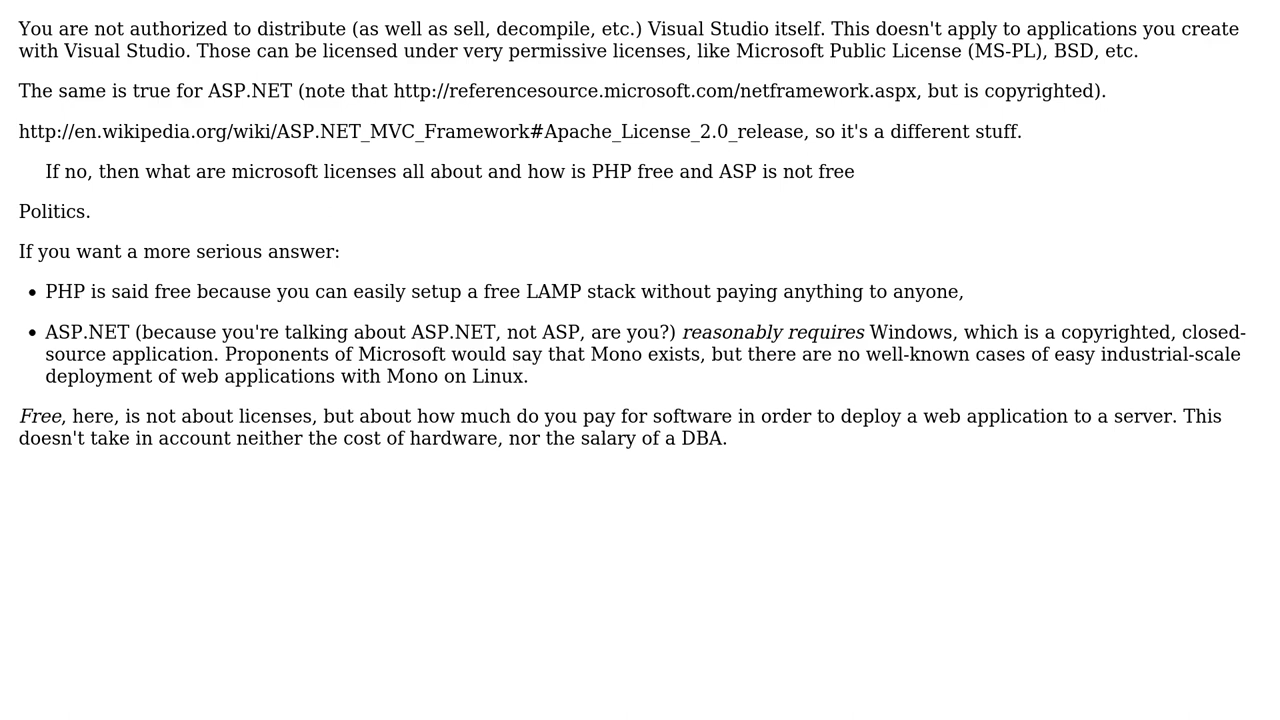 You are not authorized to distribute (as well as sell, decompile, etc.) Visual Studio itself. This doesn't apply to applications you create
with Visual Studio. Those can be licensed under very permissive licenses, like Microsoft Public License (MS-PL), BSD, etc.
The same is true for ASP.NET (note that http://referencesource.microsoft.com/netframework.aspx, but is copyrighted).
http://en.wikipedia.org/wiki/ASP.NET_MVC_Framework#Apache_License_2.0_release, so it's a different stuff.
If no, then what are microsoft licenses all about and how is PHP free and ASP is not free
Politics.
If you want a more serious answer:
• PHP is said free because you can easily setup a free LAMP stack without paying anything to anyone,
• ASP.NET (because you're talking about ASP.NET, not ASP, are you?) reasonably requires Windows, which is a copyrighted, closed-
source application. Proponents of Microsoft would say that Mono exists, but there are no well-known cases of easy industrial-scale
deployment of web applications with Mono on Linux.
Free, here, is not about licenses, but about how much do you pay for software in order to deploy a web application to a server. This
doesn't take in account neither the cost of hardware, nor the salary of a DBA.